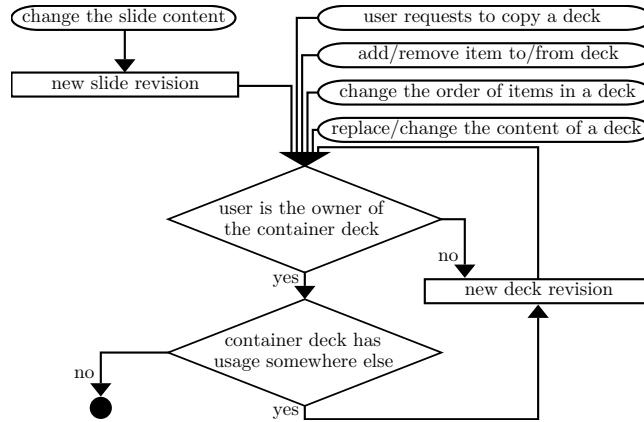 change the slide content
user requests to copy a deck
add/remove item to/from deck
new slide revision
change the order of items in a deck
replace/change the content of a deck
user is the owner of
the container deck
no
yes
new deck revision
container deck has
usage somewhere else
no
yes